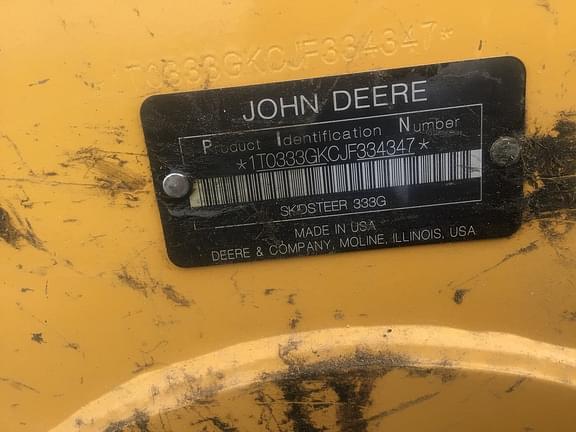 T0333GKCJF334347*
JOHN DEERE
Product Identification Number
*1T0333GKCJF334347*
SKIDSTEER 333G
MADE IN USA
DEERE & COMPANY, MOLINE, ILLINOIS, USA